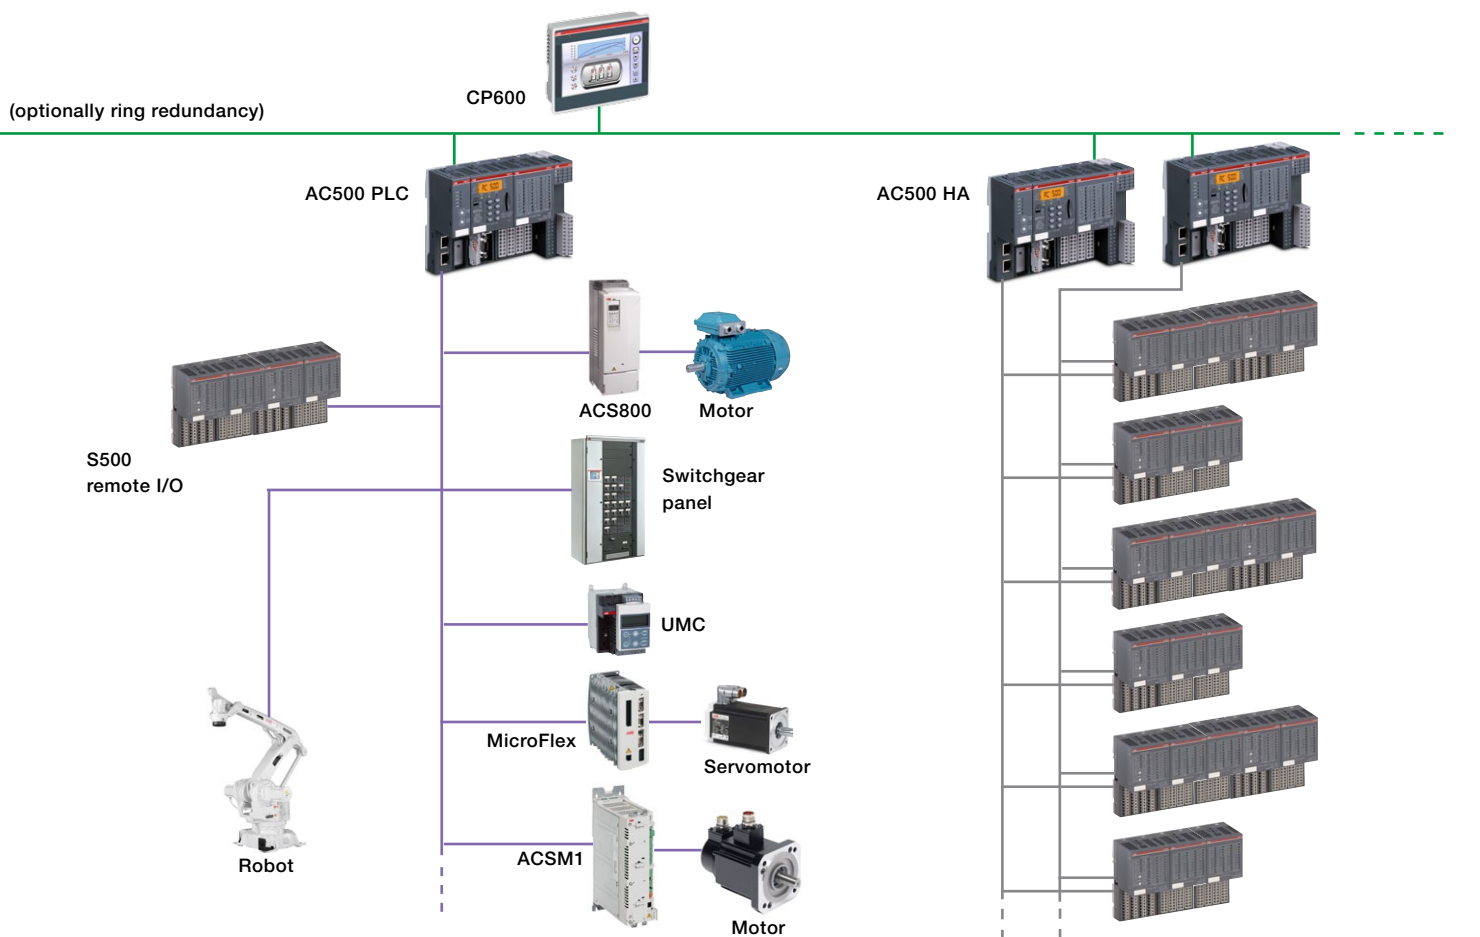 CP600
(optionally ring redundancy)
AC500 PLC
AC500 HA
ACS800
Motor
S500
remote I/O
Switchgear
panel
UMC
MicroFlex
Servomotor
Robot
ACSM1
Motor